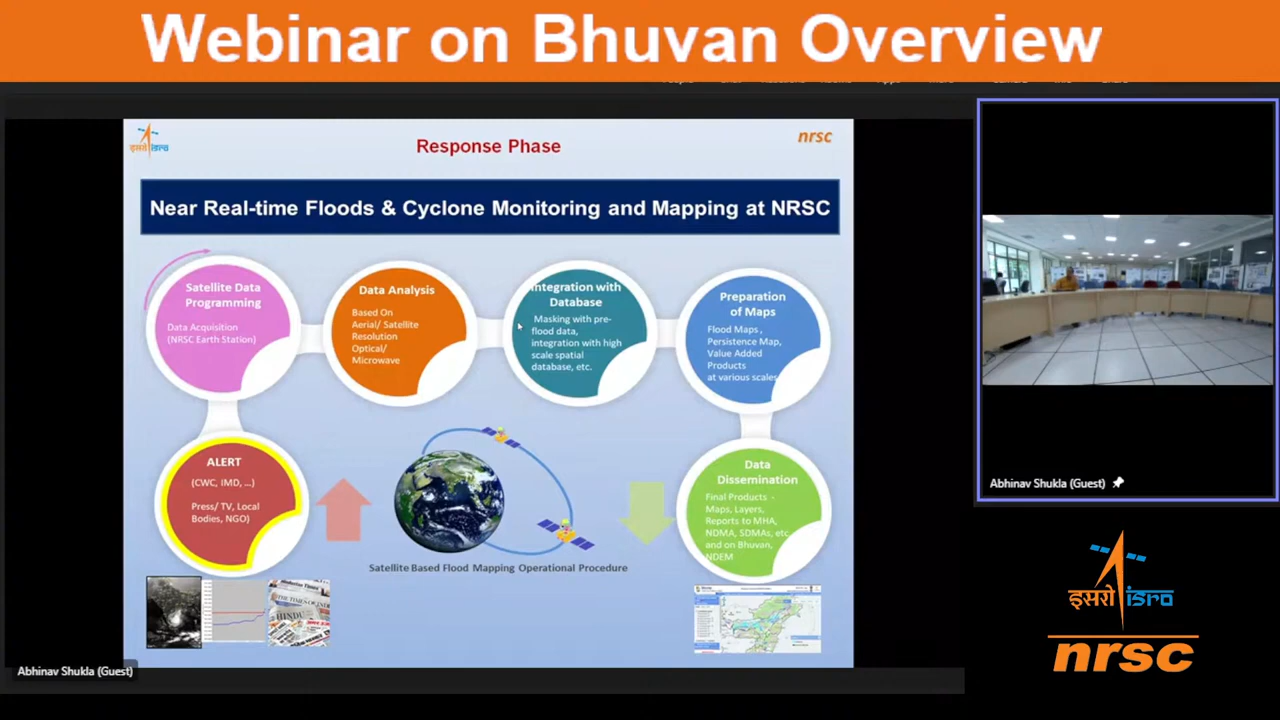 Webinar on Bhuvan Overview
इसरो isro
Response Phase
nrsc
Near Real-time Floods & Cyclone Monitoring and Mapping at NRSC
Satellite Data
Programming
Data Acquisition
(NRSC Earth Station)
Data Analysis
Based On
Aerial/ Satellite
Resolution
Optical/
Microwave
Integration with
Database
Masking with pre-
flood data,
integration with high
scale spatial
database, etc.
Preparation
of Maps
Flood Maps ,
Persistence Map,
Value Added
Products
at various scales
ALERT
(CWC, IMD, ...)
Press/ TV, Local
Bodies, NGO)
Data
Dissemination
Final Products -
Maps, Layers,
Reports to MHA,
NDMA, SDMAs, etc
and on Bhuvan,
NDEM
Satellite Based Flood Mapping Operational Procedure
HINDU
Abhinav Shukla (Guest)
Abhinav Shukla (Guest)
इसरो isro
nrsc